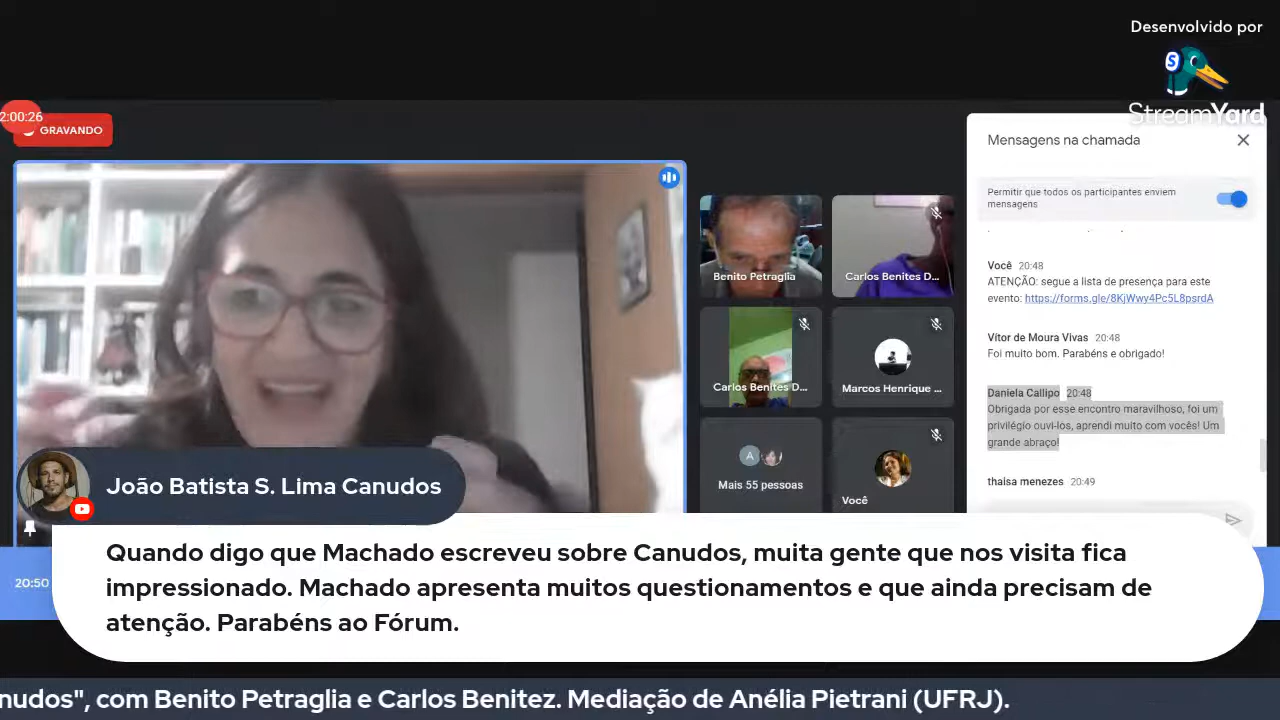 Desenvolvido por
StreamYard
2:00:26
GRAVANDO
Mensagens na chamada
Permitir que todos os participantes enviem
mensagens
Você 20:48
ATENÇÃO: segue a lista de presença para este
evento: https://forms.gle/8KjWwv4Pc5L8psrdA
Vítor de Moura Vivas 20:48
Foi muito bom. Parabéns e obrigado!
Daniela Callipo 20:48
Obrigada por esse encontro maravilhoso, foi um
privilégio ouvi-los, aprendi muito com vocês! Um
grande abraço!
thaisa menezes 20:49
Benito Petraglia
Carlos Benites D...
Carlos Benites D...
Marcos Henrique ...
A
Mais 55 pessoas
Você
João Batista S. Lima Canudos
20:50
Quando digo que Machado escreveu sobre Canudos, muita gente que nos visita fica
impressionado. Machado apresenta muitos questionamentos e que ainda precisam de
atenção. Parabéns ao Fórum.
nudos", com Benito Petraglia e Carlos Benitez. Mediação de Anélia Pietrani (UFRJ).